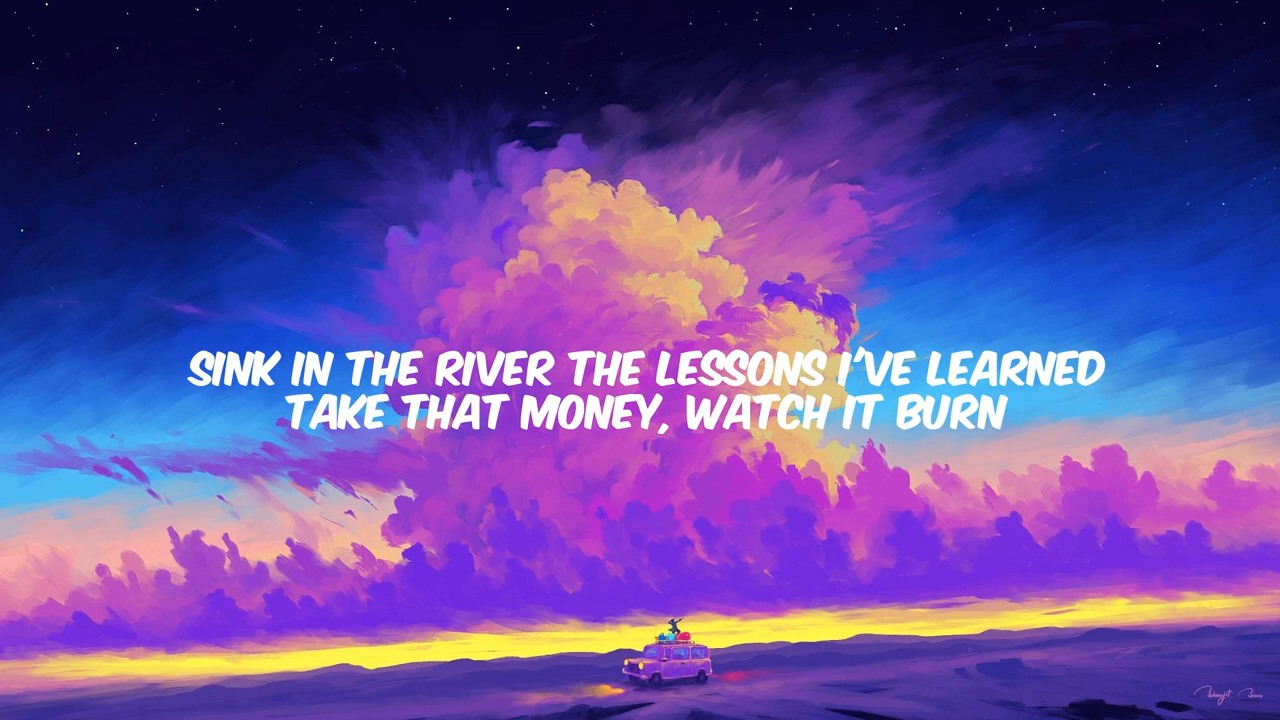 SINK IN THE RIVER THE LESSONS I'VE LEARNED
TAKE THAT MONEY, WATCH IT BURN